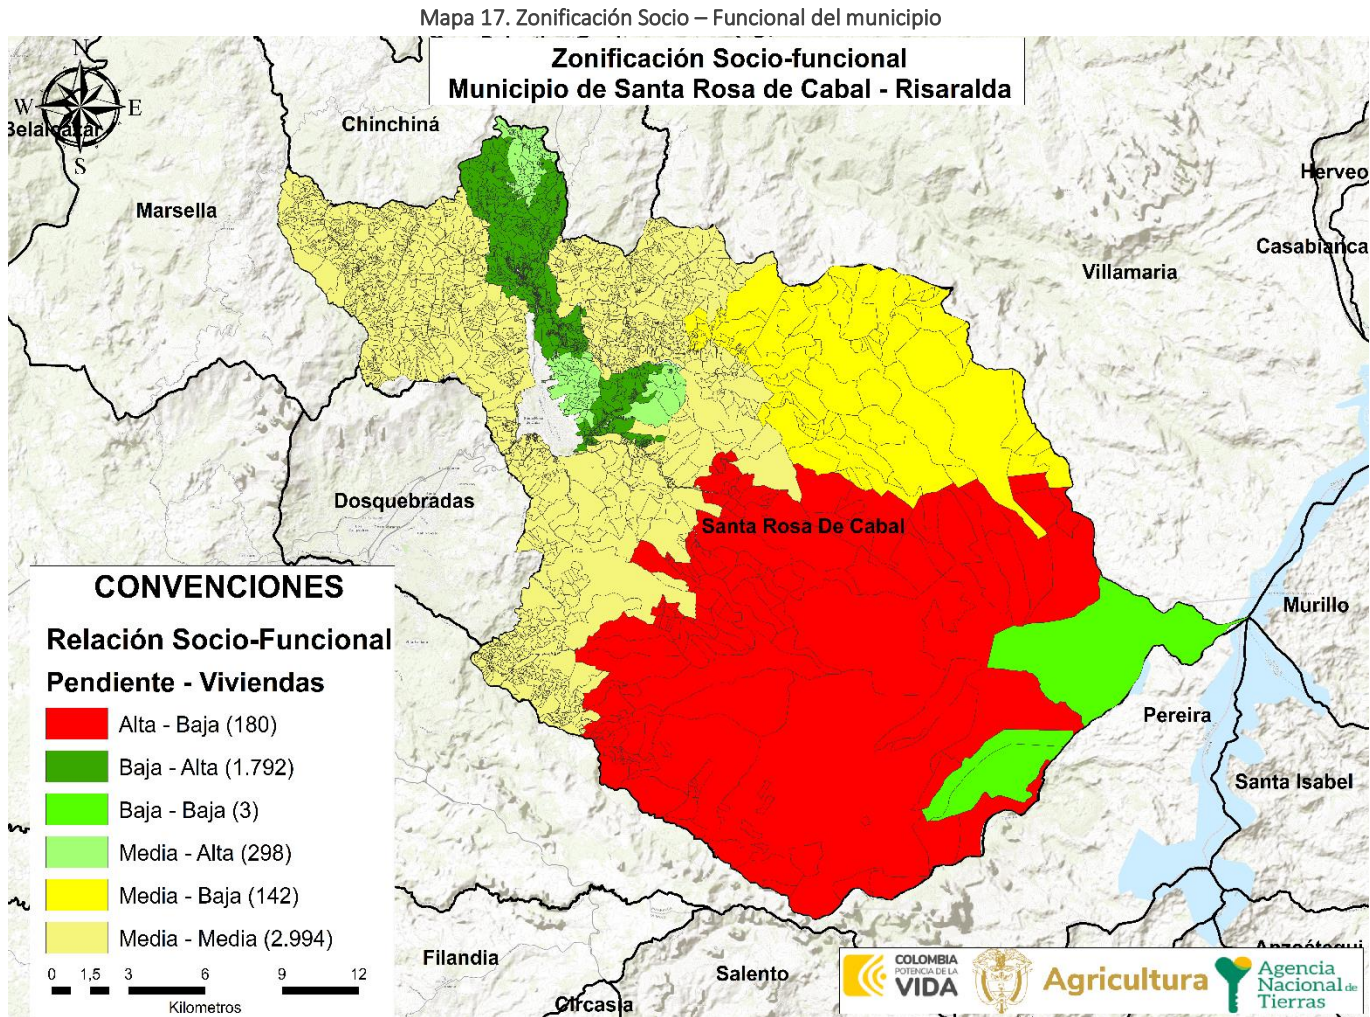 Mapa 17. Zonificación Socio – Funcional del municipio
Zonificación Socio-funcional
Municipio de Santa Rosa de Cabal - Risaralda
N
W
E
S
Belalcázar
Chinchiná
Marsella
Herveo
Casabianca
Villamaria
Dosquebradas
Santa Rosa De Cabal
Murillo
Pereira
Santa Isabel
Filandia
Salento
Circasia
Anzoátegui
CONVENCIONES
Relación Socio-Funcional
Pendiente - Viviendas
Alta - Baja (180)
Baja - Alta (1.792)
Baja - Baja (3)
Media - Alta (298)
Media - Baja (142)
Media - Media (2.994)
0 1,5 3 6 9 12
Kilometros
COLOMBIA
POTENCIA DE LA
VIDA
Agricultura
Agencia
Nacional de
Tierras